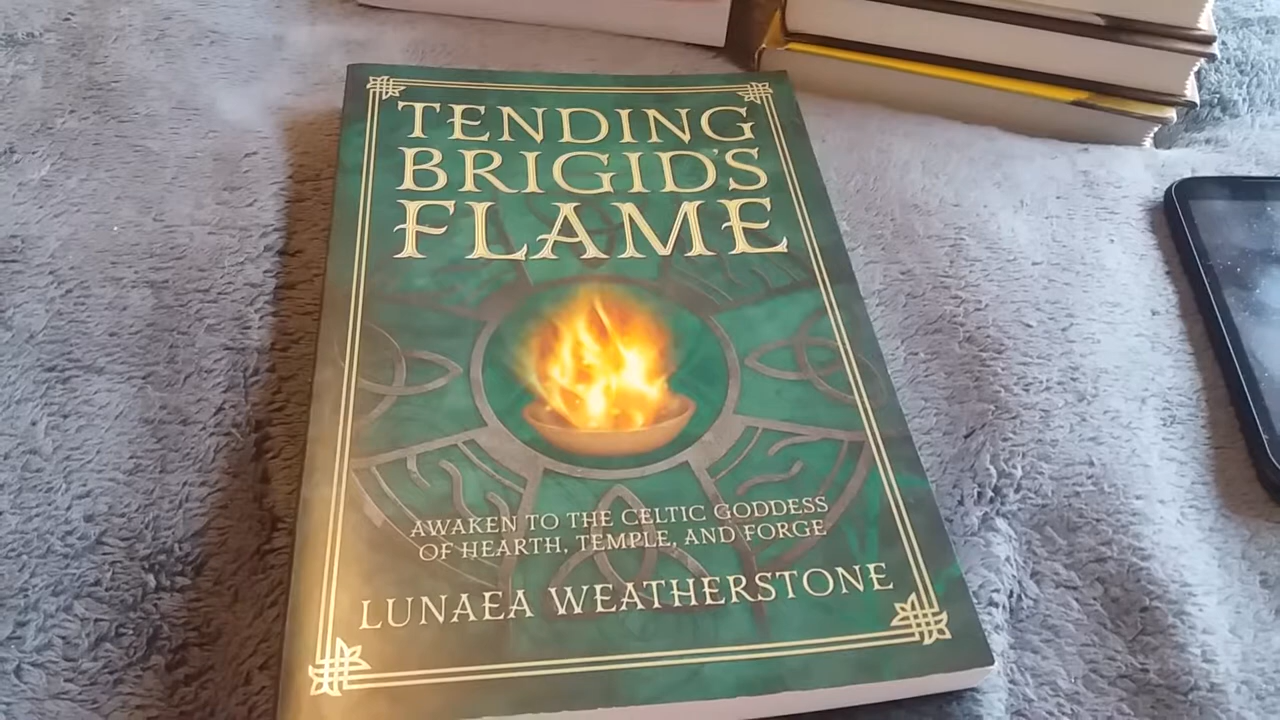 TENDING
BRIGID'S
FLAME
AWAKEN TO THE CELTIC GODDESS
OF HEARTH, TEMPLE, AND FORGE
LUNAEA WEATHERSTONE